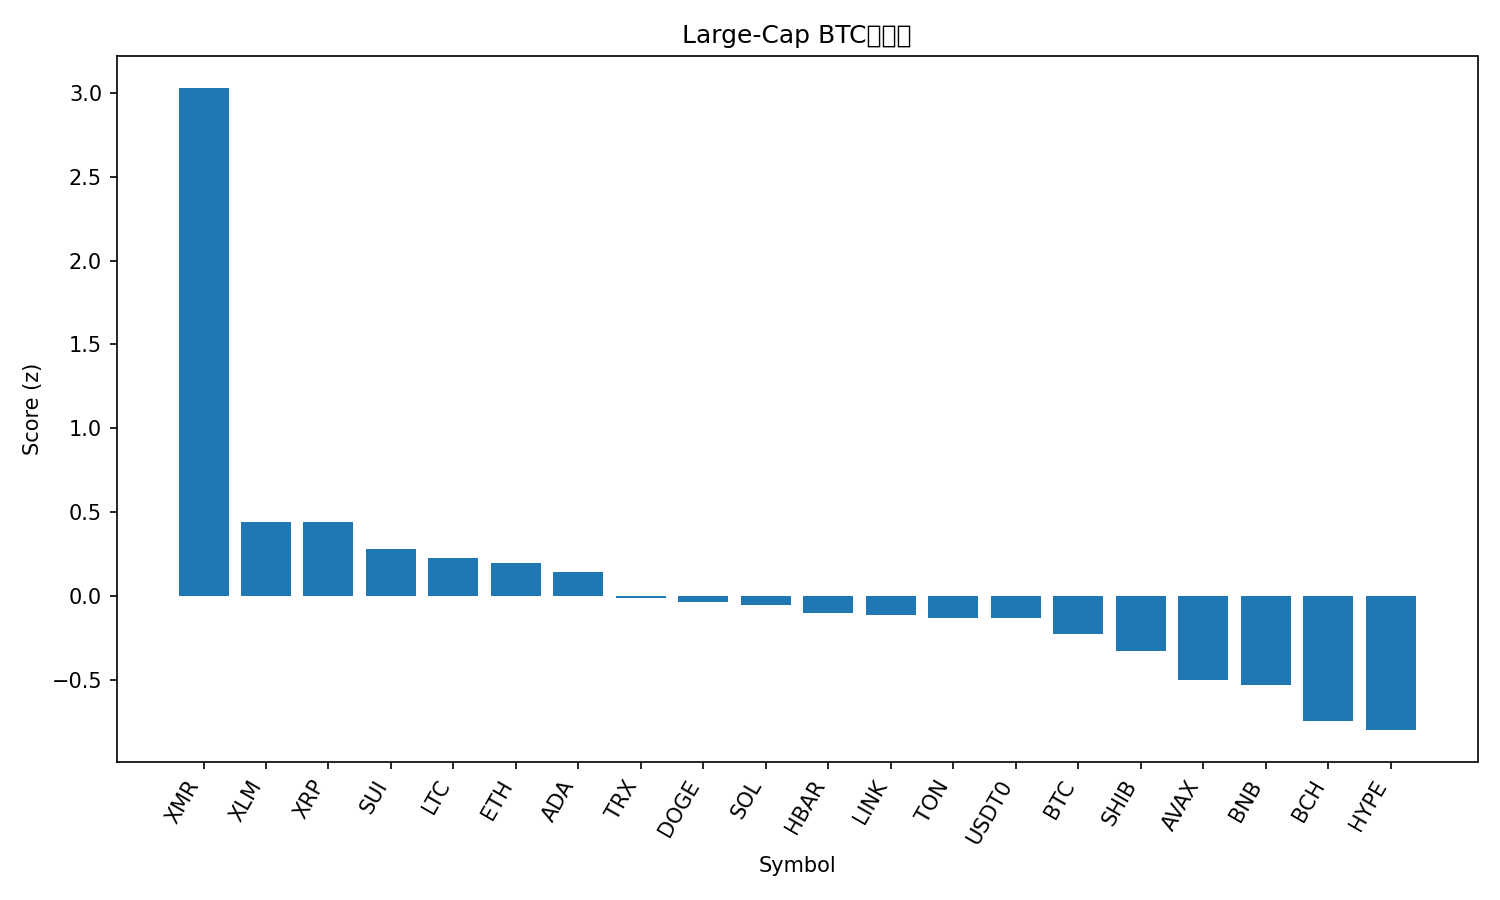 Large-Cap BTC
3.0
2.5
2.0
1.5
1.0
0.5
0.0
−0.5
Score (z)
XMR XLM XRP SUI LTC ETH ADA TRX DOGE SOL HBAR LINK TON USDT0 BTC SHIB AVAX BNB BCH HYPE
Symbol